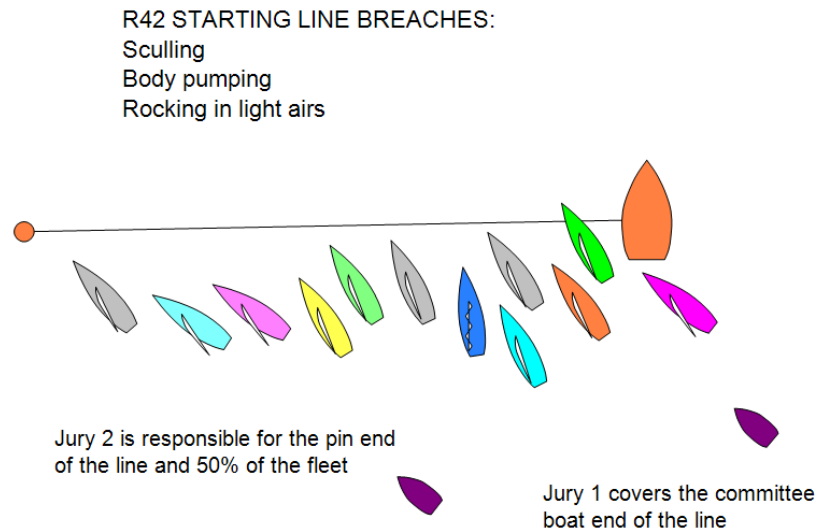 R42 STARTING LINE BREACHES:
Sculling
Body pumping
Rocking in light airs
Jury 2 is responsible for the pin end
of the line and 50% of the fleet
Jury 1 covers the committee
boat end of the line